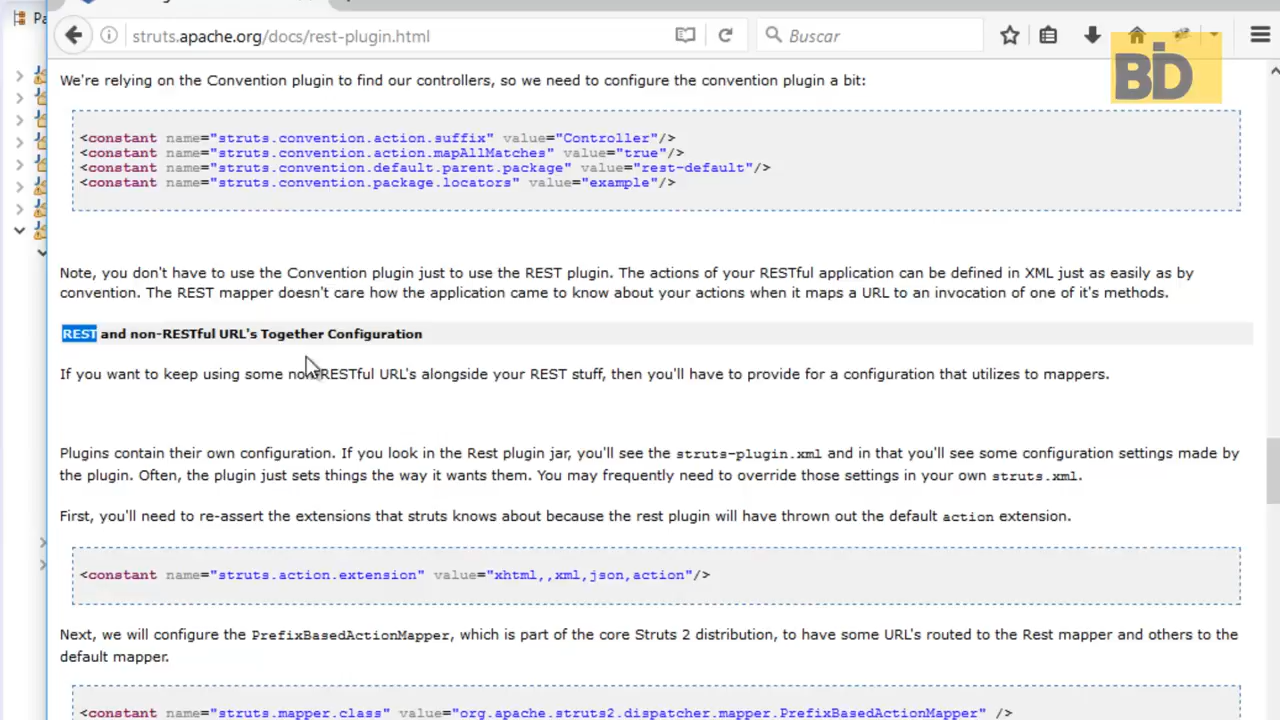 Pa
struts.apache.org/docs/rest-plugin.html
Buscar
BiD
We're relying on the Convention plugin to find our controllers, so we need to configure the convention plugin a bit:
<constant name="struts.convention.action.suffix" value="Controller"/>
<constant name="struts.convention.action.mapAllMatches" value="true"/>
<constant name="struts.convention.default.parent.package" value="rest-default"/>
<constant name="struts.convention.package.locators" value="example"/>
Note, you don't have to use the Convention plugin just to use the REST plugin. The actions of your RESTful application can be defined in XML just as easily as by
convention. The REST mapper doesn't care how the application came to know about your actions when it maps a URL to an invocation of one of it's methods.
REST and non-RESTful URL's Together Configuration
If you want to keep using some non-RESTful URL's alongside your REST stuff, then you'll have to provide for a configuration that utilizes to mappers.
Plugins contain their own configuration. If you look in the Rest plugin jar, you'll see the struts-plugin.xml and in that you'll see some configuration settings made by
the plugin. Often, the plugin just sets things the way it wants them. You may frequently need to override those settings in your own struts.xml.
First, you'll need to re-assert the extensions that struts knows about because the rest plugin will have thrown out the default action extension.
<constant name="struts.action.extension" value="xhtml,,xml,json,action"/>
Next, we will configure the PrefixBasedActionMapper, which is part of the core Struts 2 distribution, to have some URL's routed to the Rest mapper and others to the
default mapper.
<constant name="struts.mapper.class" value="org.apache.struts2.dispatcher.mapper.PrefixBasedActionMapper" />